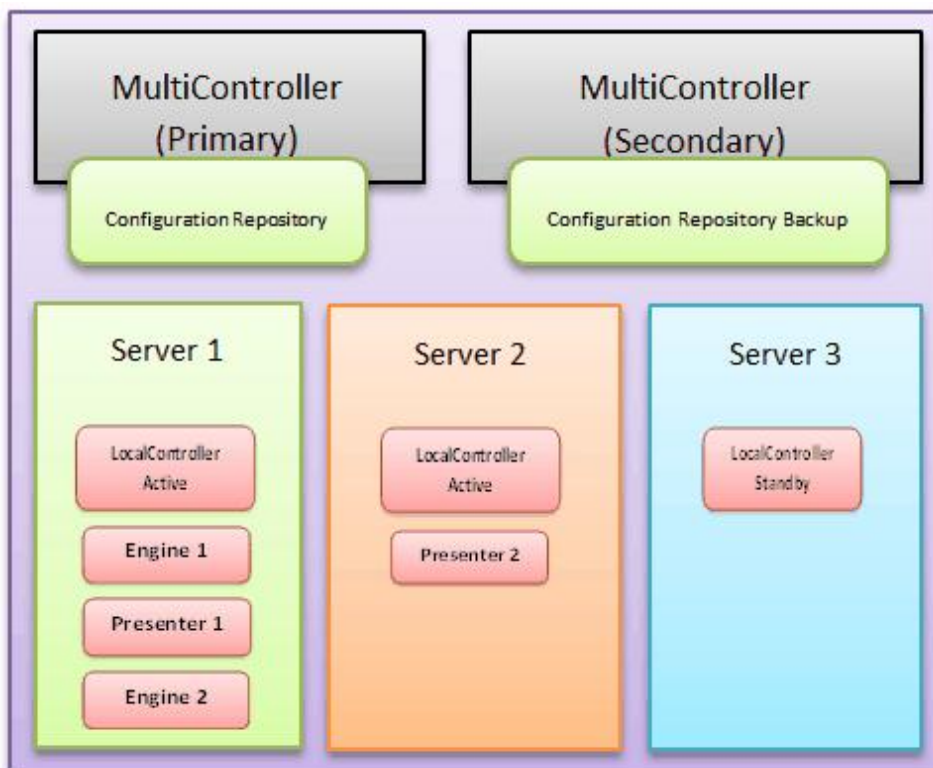 MultiController
(Primary)
MultiController
(Secondary)
Configuration Repository
Configuration Repository Backup
Server 1
LocalController
Active
Engine 1
Presenter 1
Engine 2
Server 2
LocalController
Active
Presenter 2
Server 3
LocalController
Standby